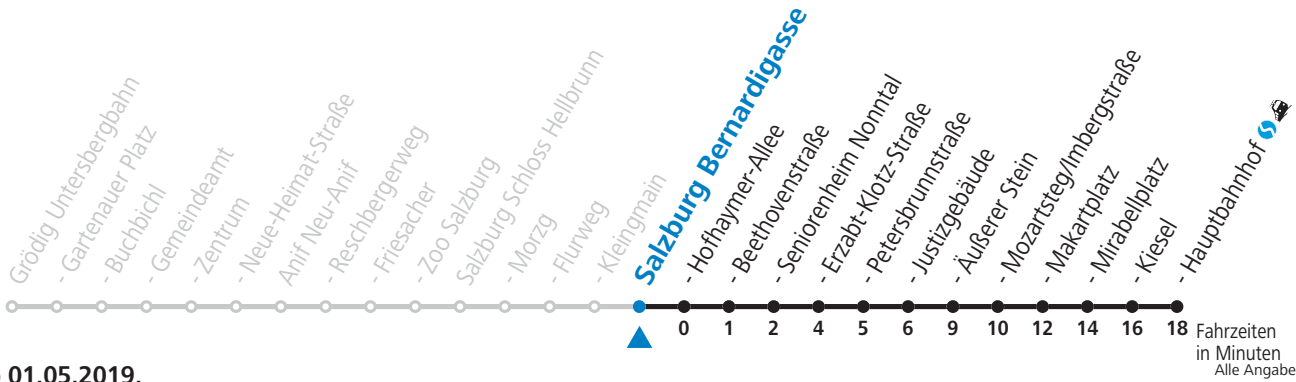 Grödig Untersbergbahn
- Gartenauer Platz
- Buchbichl
- Gemeindeamt
- Zentrum
- Neue-Heimat-Straße
Anif Neu-Anif
- Reschbergerweg
- Friesacher
- Zoo Salzburg
Salzburg Schloss Hellbrunn
- Morzg
- Flurweg
- Kleingmain
Salzburg Bernardigasse
- Hofhaymer-Allee
- Beethovenstraße
- Seniorenheim Nonntal
- Erzabt-Klotz-Straße
- Petersbrunnstraße
- Justizgebäude
- Äußerer Stein
- Mozartsteg/Imbergstraße
- Makartplatz
- Mirabellplatz
- Kiesel
- Hauptbahnhof
0 1 2 4 5 6 9 10 12 14 16 18
Fahrzeiten
in Minuten
Alle Angabe
01.05.2019.